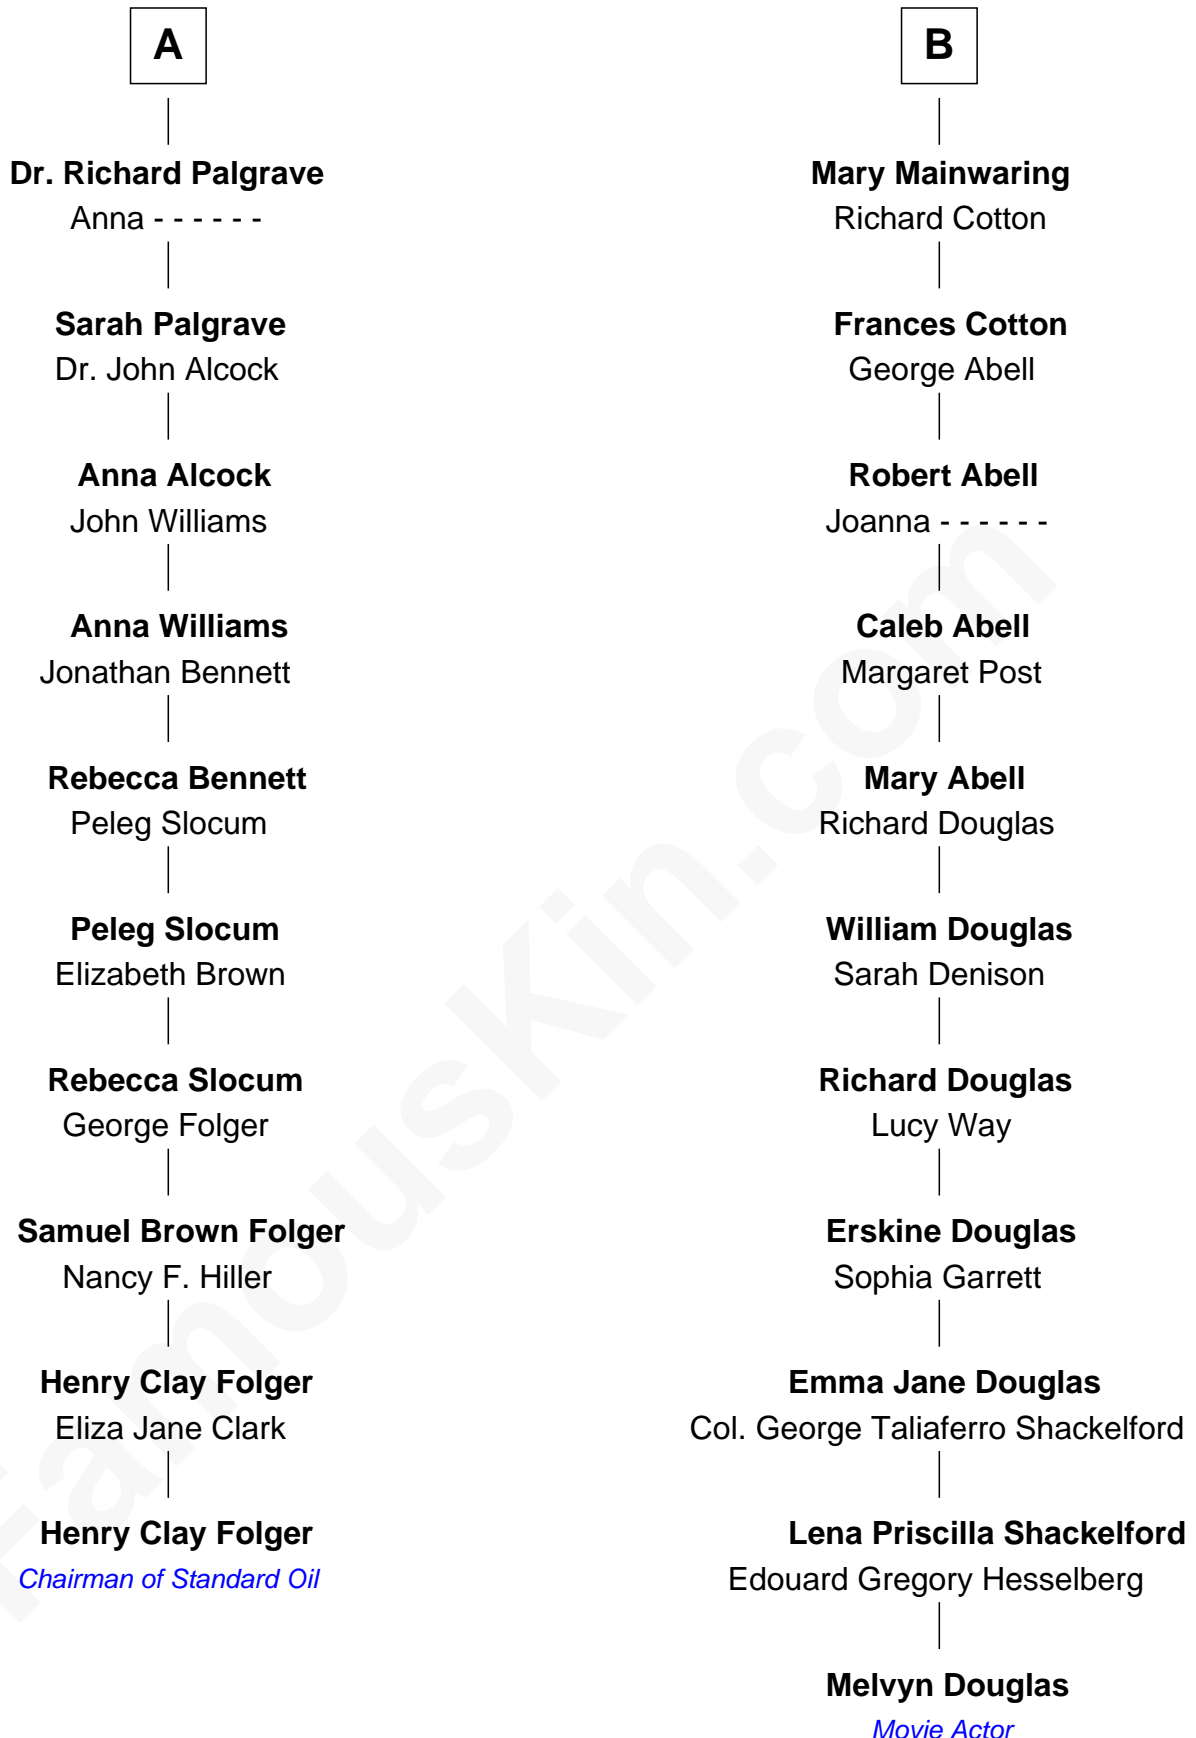 A
Dr. Richard Palgrave
Anna - - - - - -
Sarah Palgrave
Dr. John Alcock
Anna Alcock
John Williams
Anna Williams
Jonathan Bennett
Rebecca Bennett
Peleg Slocum
Peleg Slocum
Elizabeth Brown
Rebecca Slocum
George Folger
Samuel Brown Folger
Nancy F. Hiller
Henry Clay Folger
Eliza Jane Clark
Henry Clay Folger
Chairman of Standard Oil
B
Mary Mainwaring
Richard Cotton
Frances Cotton
George Abell
Robert Abell
Joanna - - - - - -
Caleb Abell
Margaret Post
Mary Abell
Richard Douglas
William Douglas
Sarah Denison
Richard Douglas
Lucy Way
Erskine Douglas
Sophia Garrett
Emma Jane Douglas
Col. George Taliaferro Shackelford
Lena Priscilla Shackelford
Edouard Gregory Hesselberg
Melvyn Douglas
Movie Actor
FamousKin.com